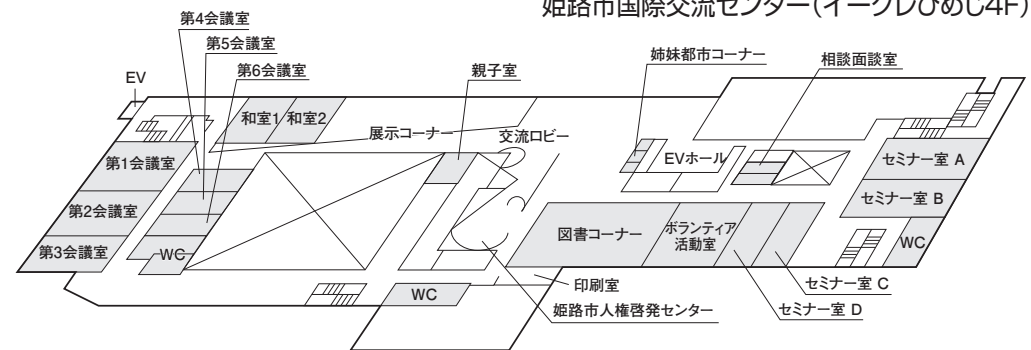 姫路市国際交流センター(イーグレひめじ4F)
第4会議室
第5会議室
第6会議室
EV
親子室
姉妹都市コーナー
相談面談室
和室1
和室2
展示コーナー
交流ロビー
EVホール
第1会議室
第2会議室
第3会議室
WC
セミナー室 A
セミナー室 B
WC
図書コーナー
ボランティア
活動室
セミナー室 C
セミナー室 D
印刷室
WC
姫路市人権啓発センター